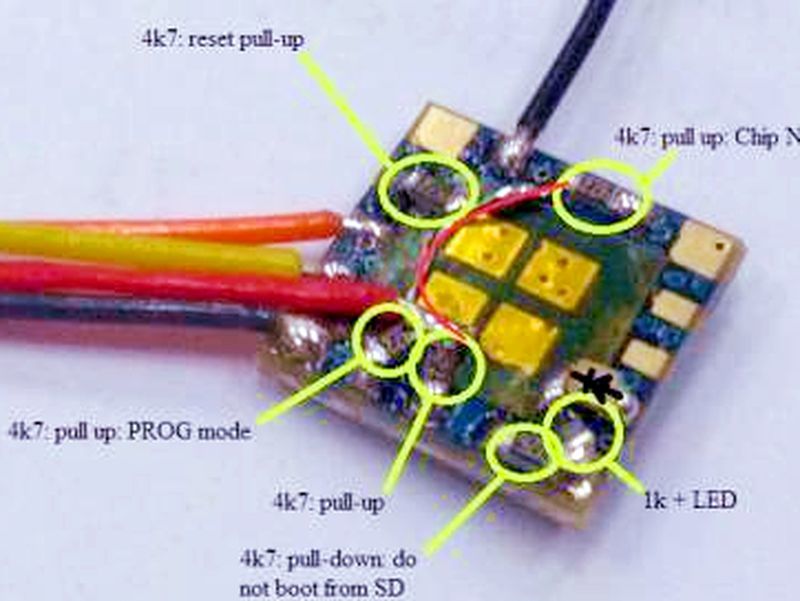 4k7: reset pull-up
4k7: pull up: Chip N
4k7: pull up: PROG mode
4k7: pull-up
1k + LED
4k7: pull-down: do
not boot from SD